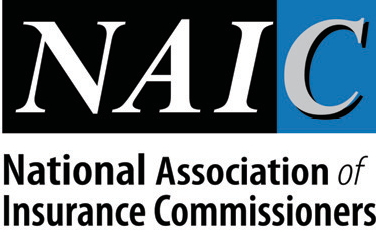 NAIC
National Association of
Insurance Commissioners